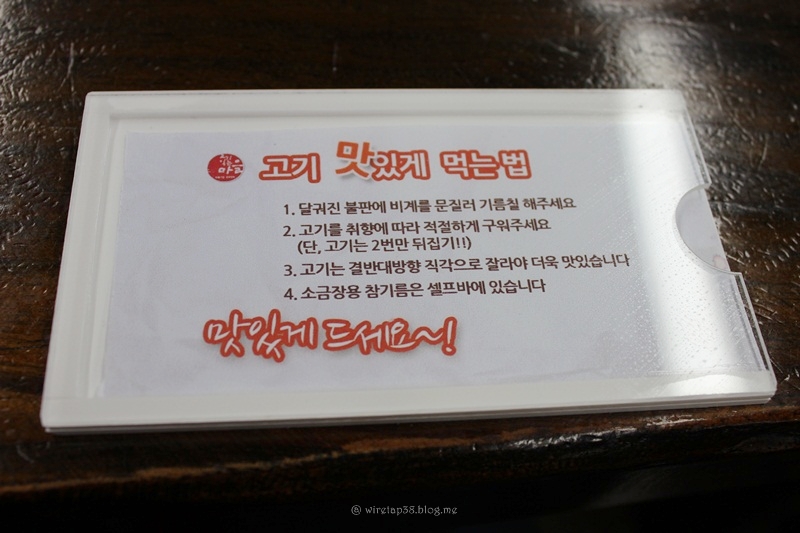 마을
고기 맛있게 먹는 법
1. 달궈진 불판에 비계를 문질러 기름칠 해주세요
2. 고기를 취향에 따라 적절하게 구워주세요
(단, 고기는 2번만 뒤집기!!)
3. 고기는 결반대방향 직각으로 잘라야 더욱 맛있습니다
4. 소금장용 참기름은 셀프바에 있습니다
맛있게 드세요~!
@ wiretap38.blog.me